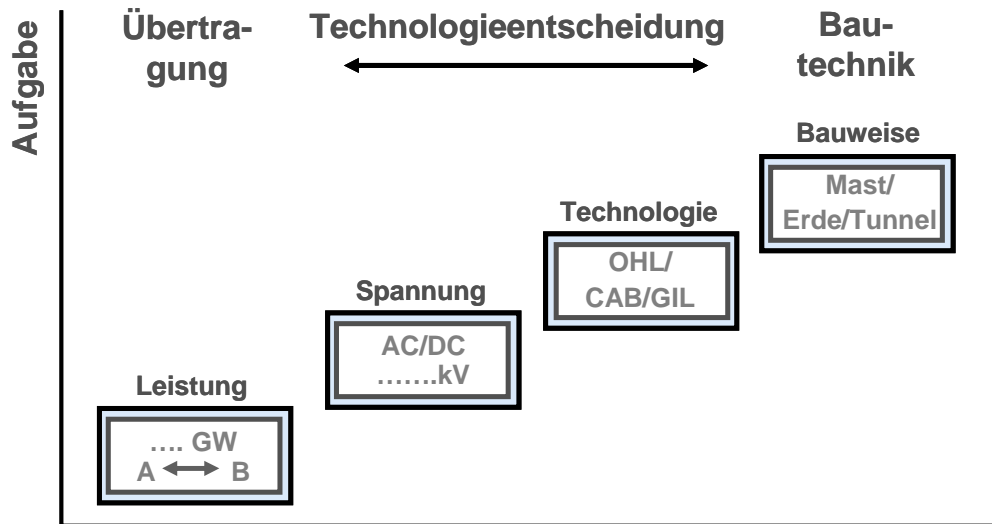 Aufgabe
Übertra-
gung
Technologieentscheidung
Bau-
technik
Bauweise
Mast/
Erde/Tunnel
Technologie
OHL/
CAB/GIL
Spannung
AC/DC
…….kV
Leistung
…. GW
A B